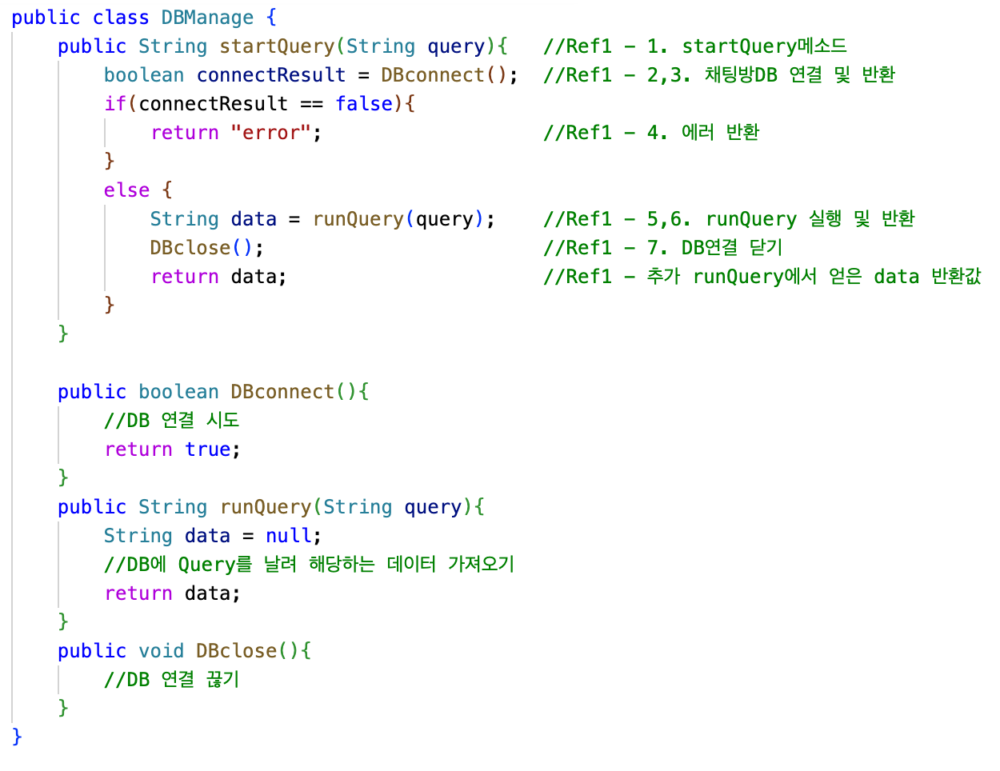 public class DBManage {
    public String startQuery(String query){   //Ref1 - 1. startQuery메소드
        boolean connectResult = DBconnect();  //Ref1 - 2,3. 채팅방DB 연결 및 반환
        if(connectResult == false){
            return "error";                   //Ref1 - 4. 에러 반환
        }
        else {
            String data = runQuery(query);    //Ref1 - 5,6. runQuery 실행 및 반환
            DBclose();                        //Ref1 - 7. DB연결 닫기
            return data;                      //Ref1 - 추가 runQuery에서 얻은 data 반환값
        }
    }

    public boolean DBconnect(){
        //DB 연결 시도
        return true;
    }
    public String runQuery(String query){
        String data = null;
        //DB에 Query를 날려 해당하는 데이터 가져오기
        return data;
    }
    public void DBclose(){
        //DB 연결 끊기
    }
}